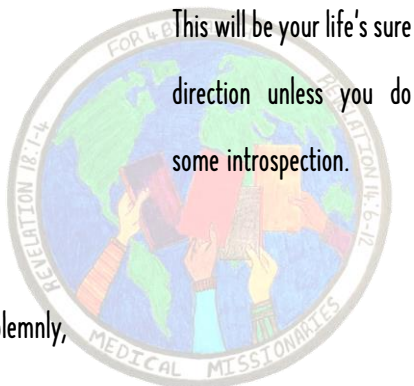 This will be your life's sure
direction unless you do
some introspection.
lemnly,
FOR 4 B
REVELATION 18:1-4
REVELATION 14:6-12
MEDICAL MISSIONARIES